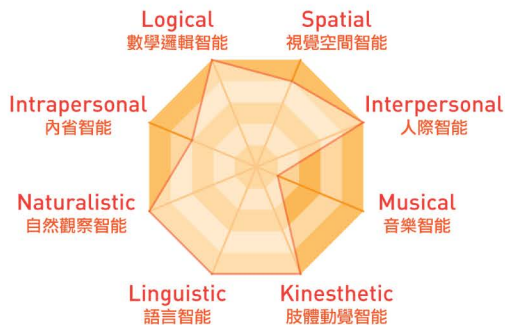 Logical
數學邏輯智能
Spatial
視覺空間智能
Intrapersonal
內省智能
Interpersonal
人際智能
Naturalistic
自然觀察智能
Musical
音樂智能
Linguistic
語言智能
Kinesthetic
肢體動覺智能